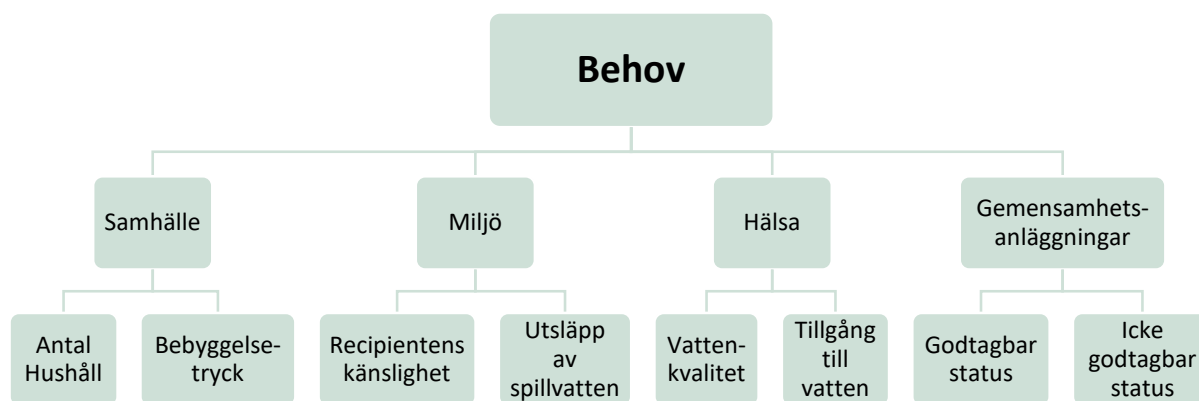 Behov
Samhälle
Miljö
Hälsa
Gemensamhets-
anläggningar
Antal
Hushåll
Bebyggelse-
tryck
Recipientens
känslighet
Utsläpp
av
spillvatten
Vatten-
kvalitet
Tillgång
till
vatten
Godtagbar
status
Icke
godtagbar
status